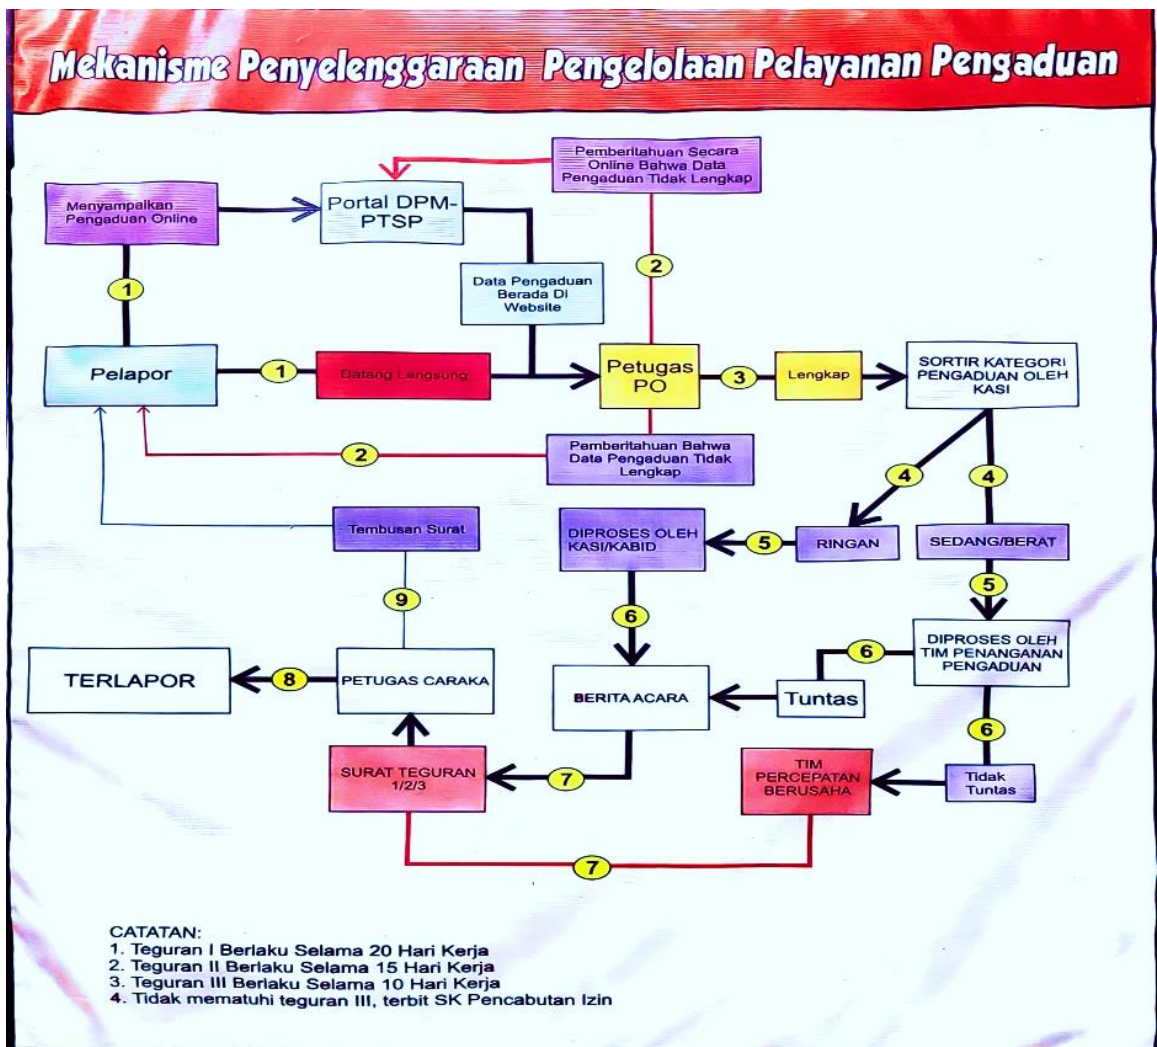 Mekanisme Penyelenggaraan Pengelolaan Pelayanan Pengaduan
Pemberitahuan Secara
Online Bahwa Data
Pengaduan Tidak Lengkap
Menyampaikan
Pengaduan Online
Portal DPM-
PTSP
2
1
Data Pengaduan
Berada Di
Website
Pelapor
1
Datang Langsung
Petugas
PO
3
Lengkap
SORTIR KATEGORI
PENGADUAN OLEH
KASI
2
Pemberitahuan Bahwa
Data Pengaduan Tidak
Lengkap
4
4
Tembusan Surat
DIPROSES OLEH
KASI/KABID
5
RINGAN
SEDANG/BERAT
9
6
5
TERLAPOR
8
PETUGAS CARAKA
BERITA ACARA
Tuntas
6
DIPROSES OLEH
TIM PENANGANAN
PENGADUAN
6
SURAT TEGURAN
1/2/3
7
TIM
PERCEPATAN
BERUSAHA
Tidak
Tuntas
7
CATATAN:
1. Teguran I Berlaku Selama 20 Hari Kerja
2. Teguran II Berlaku Selama 15 Hari Kerja
3. Teguran III Berlaku Selama 10 Hari Kerja
4. Tidak mematuhi teguran III, terbit SK Pencabutan Izin